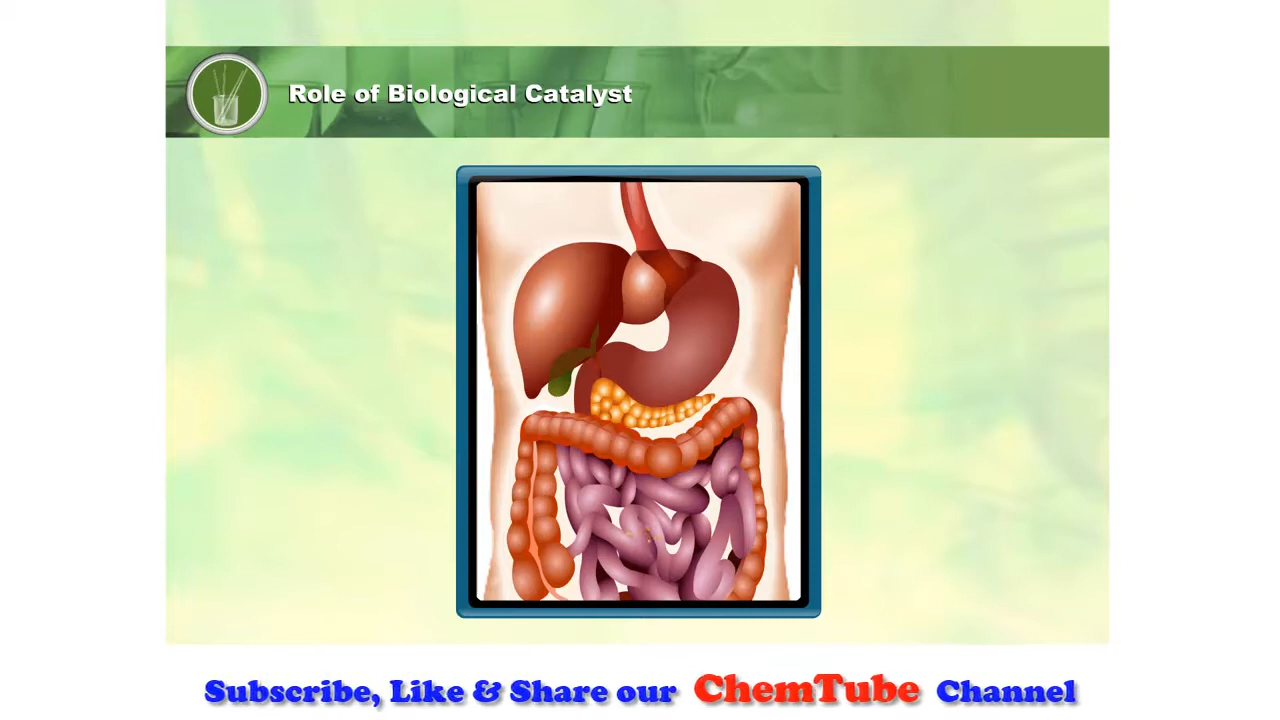 Role of Biological Catalyst
Subscribe, Like & Share our ChemTube Channel